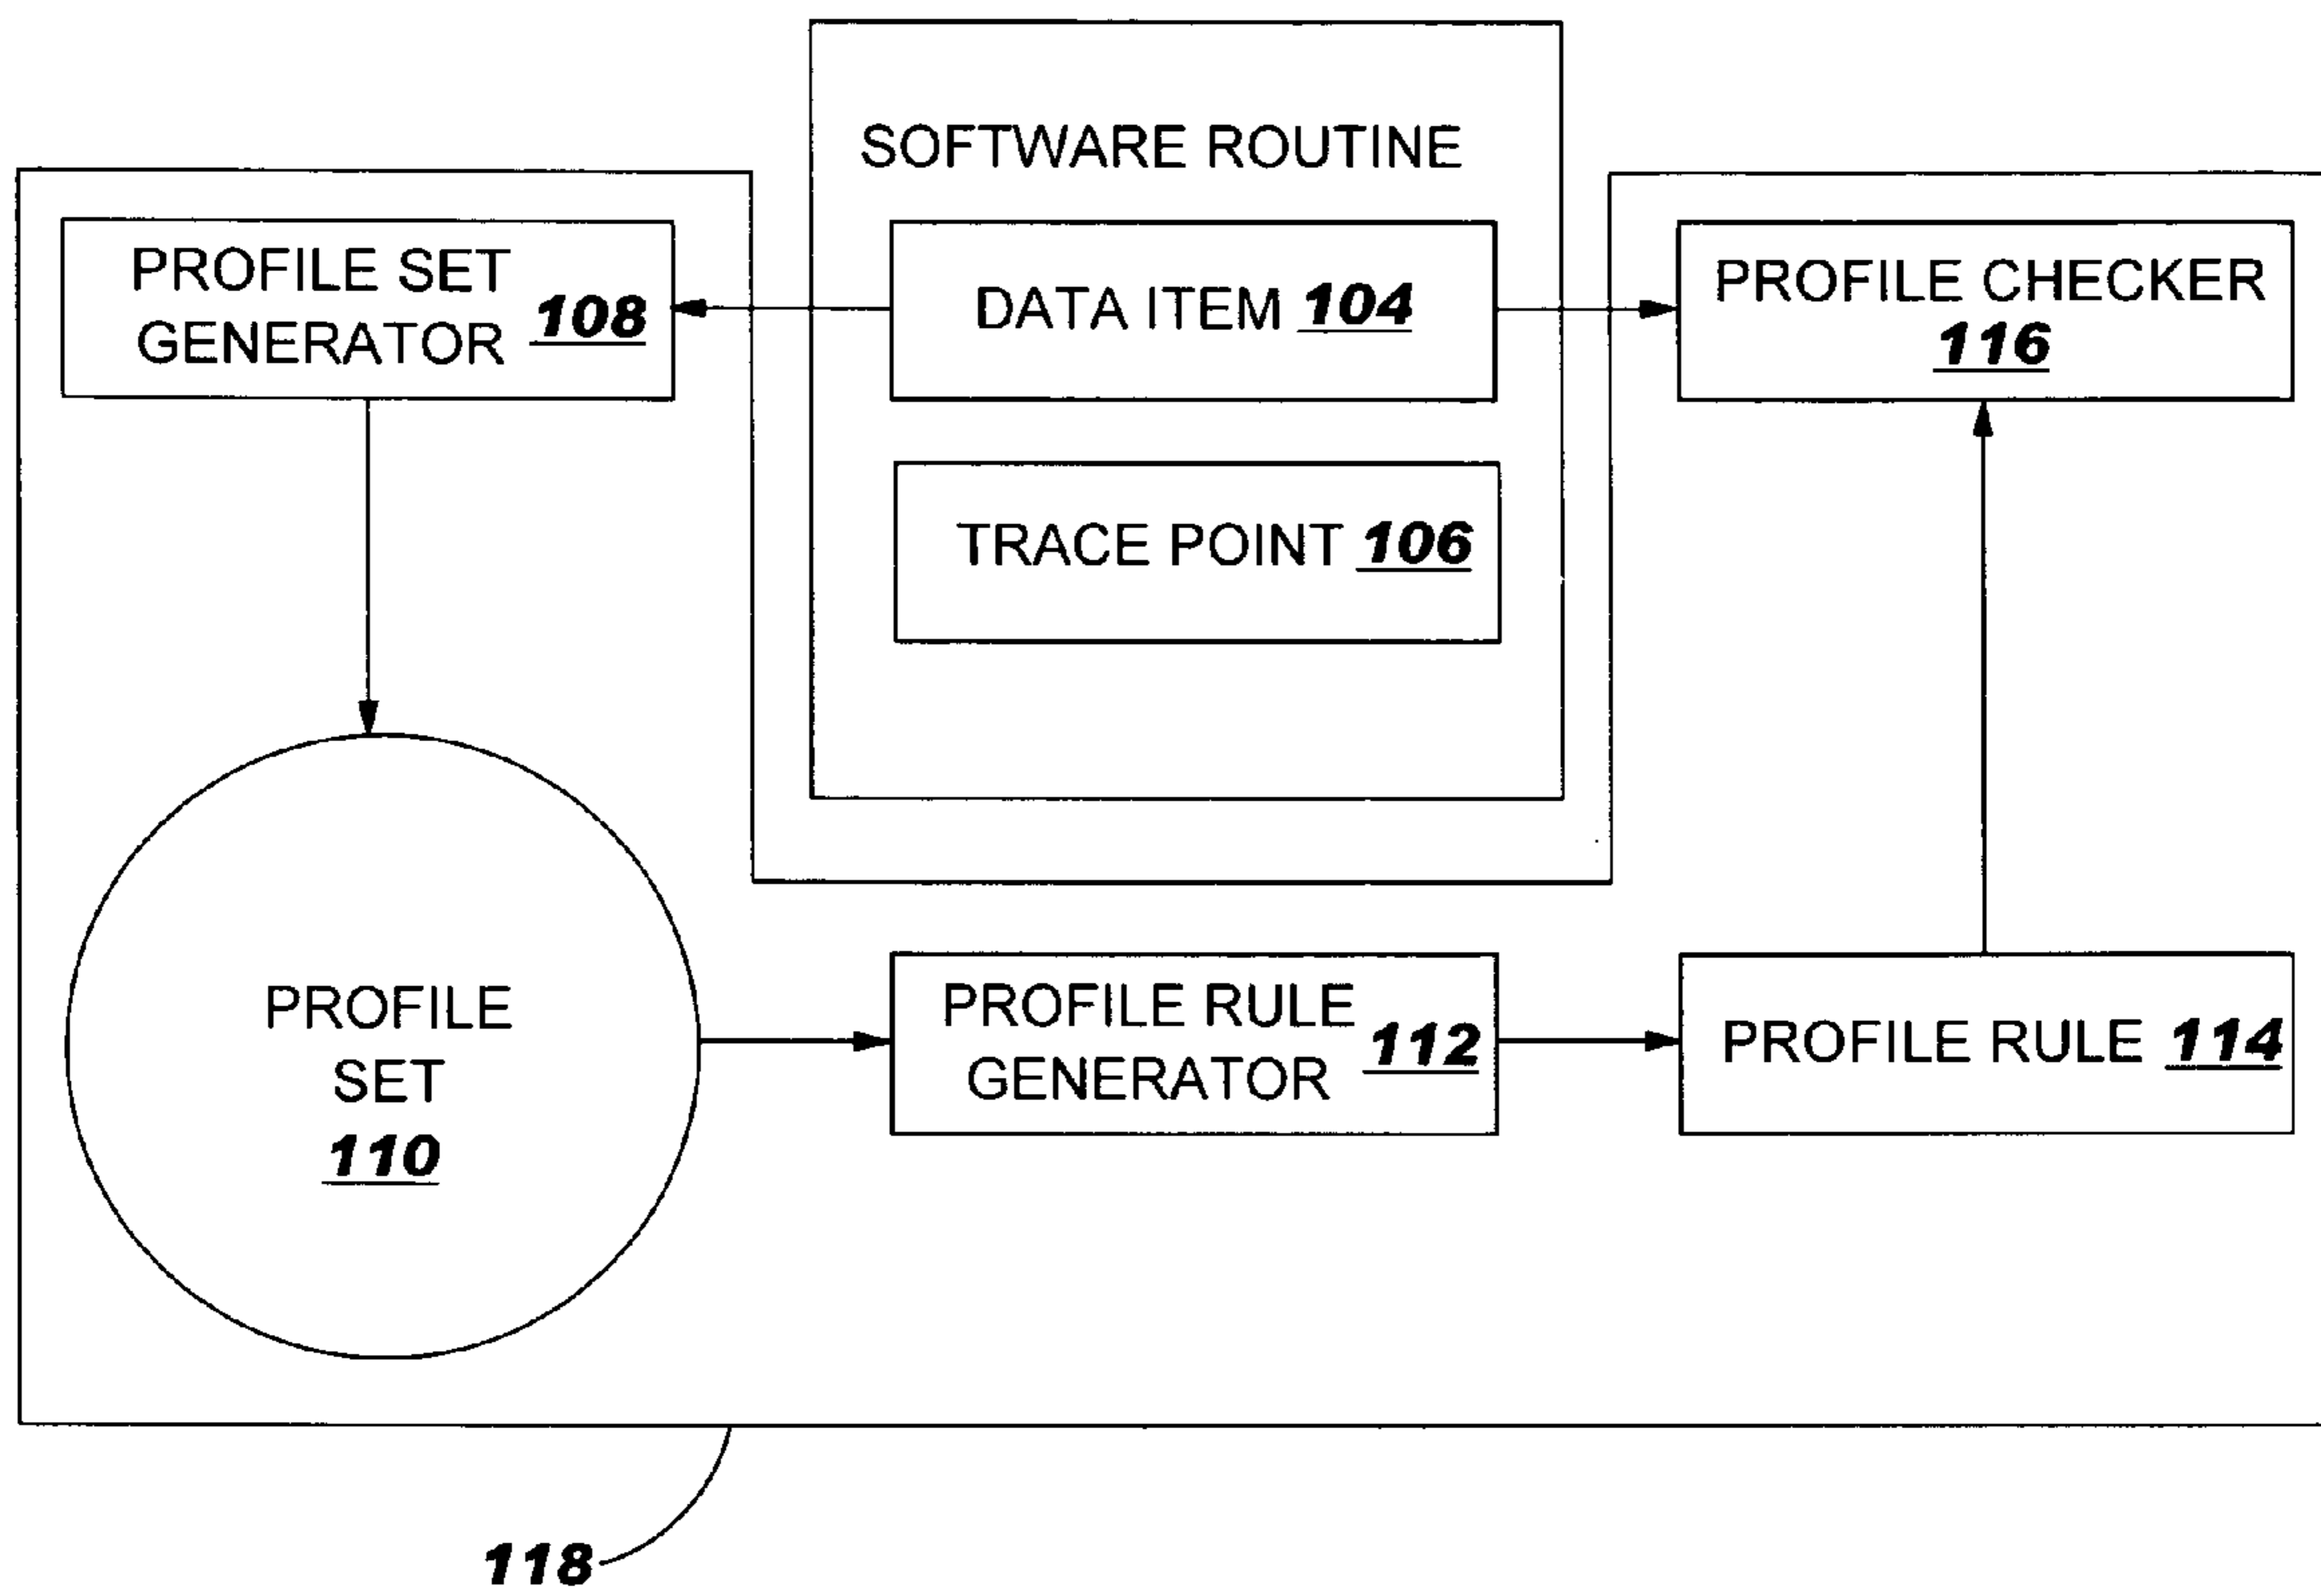 SOFTWARE ROUTINE
PROFILE SET
GENERATOR 108
DATA ITEM 104
PROFILE CHECKER
116
TRACE POINT 106
PROFILE
SET
110
PROFILE RULE
GENERATOR 112
PROFILE RULE 114
118